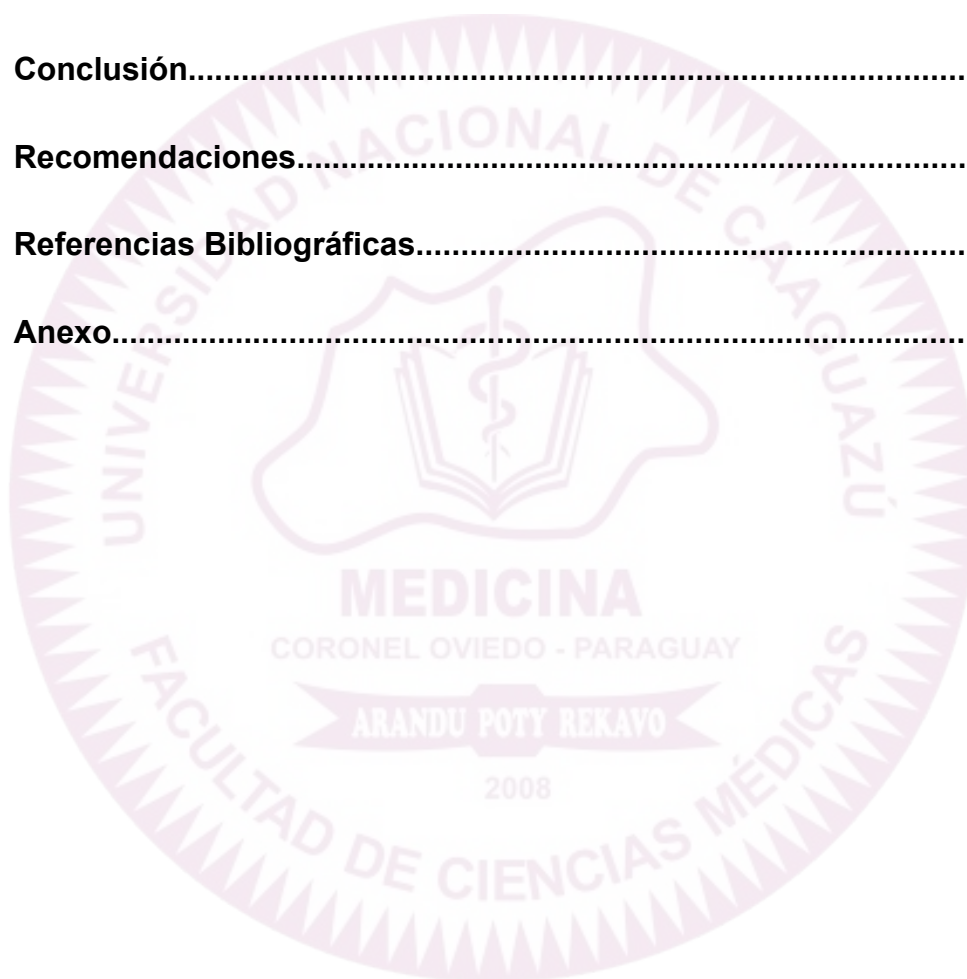 Conclusión.......................................................................................
Recomendaciones............................................................................
Referencias Bibliográficas..............................................................
Anexo................................................................................................
UNIVERSIDAD NACIONAL DE CAAGUAZÚ
MEDICINA
CORONEL OVIEDO - PARAGUAY
ARANDU POTY REKAVO
2008
FACULTAD DE CIENCIAS MÉDICAS